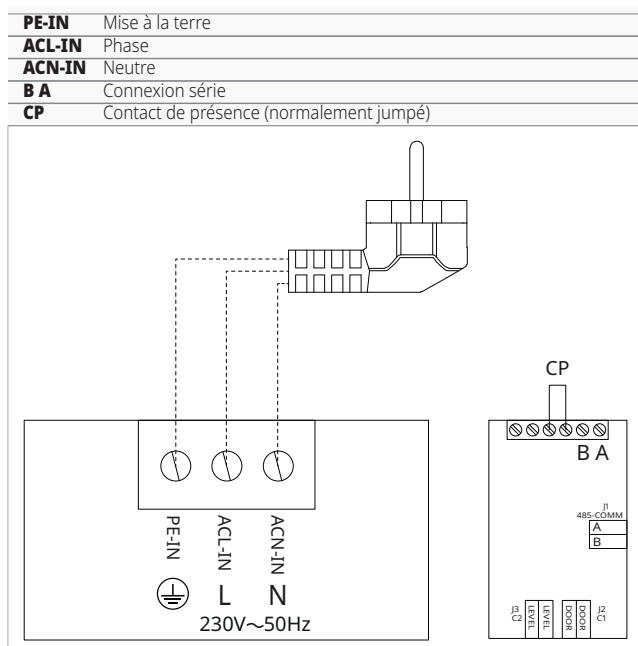 PE-IN Mise à la terre
ACL-IN Phase
ACN-IN Neutre
B A Connexion série
CP Contact de présence (normalement jumpé)
CP
B A
J1
485-COMM
A
B
PE-IN
ACL-IN
ACN-IN
L
N
230V~50Hz
J3
C2
LEVEL
LEVEL
DOOR
DOOR
J2
C1